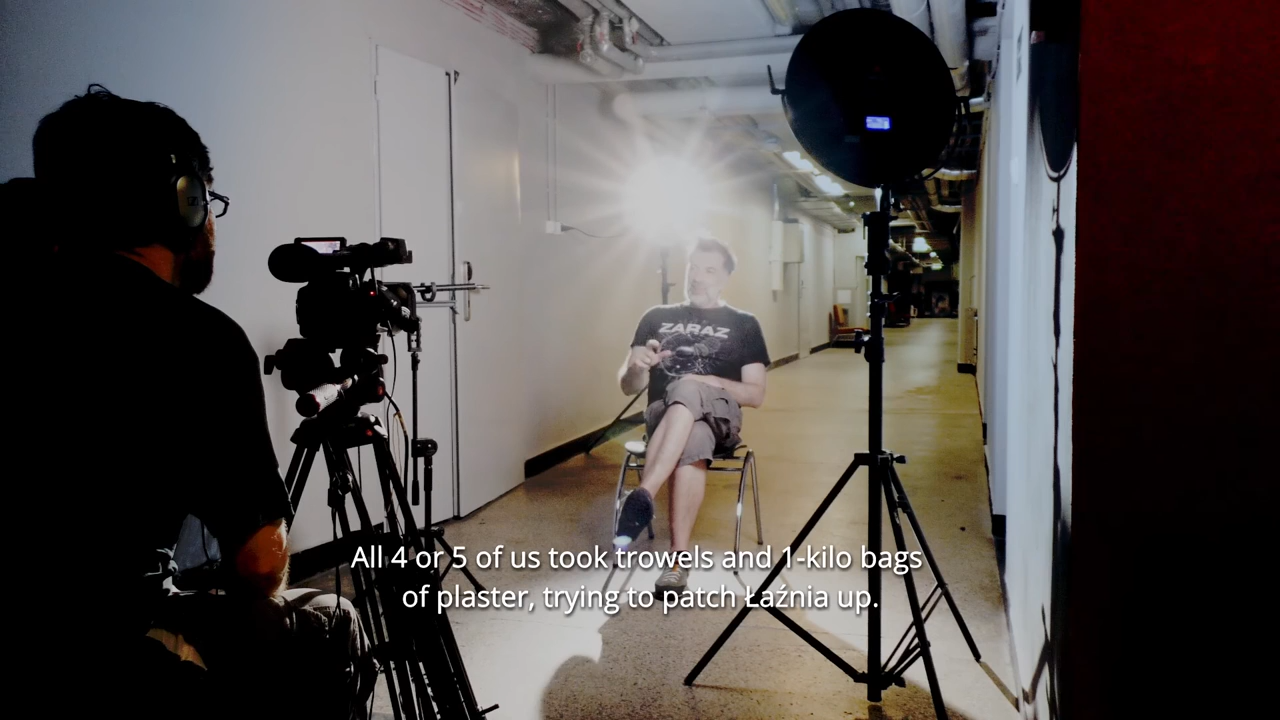 ZARAZ
All 4 or 5 of us took trowels and 1-kilo bags
of plaster, trying to patch Łaźnia up.